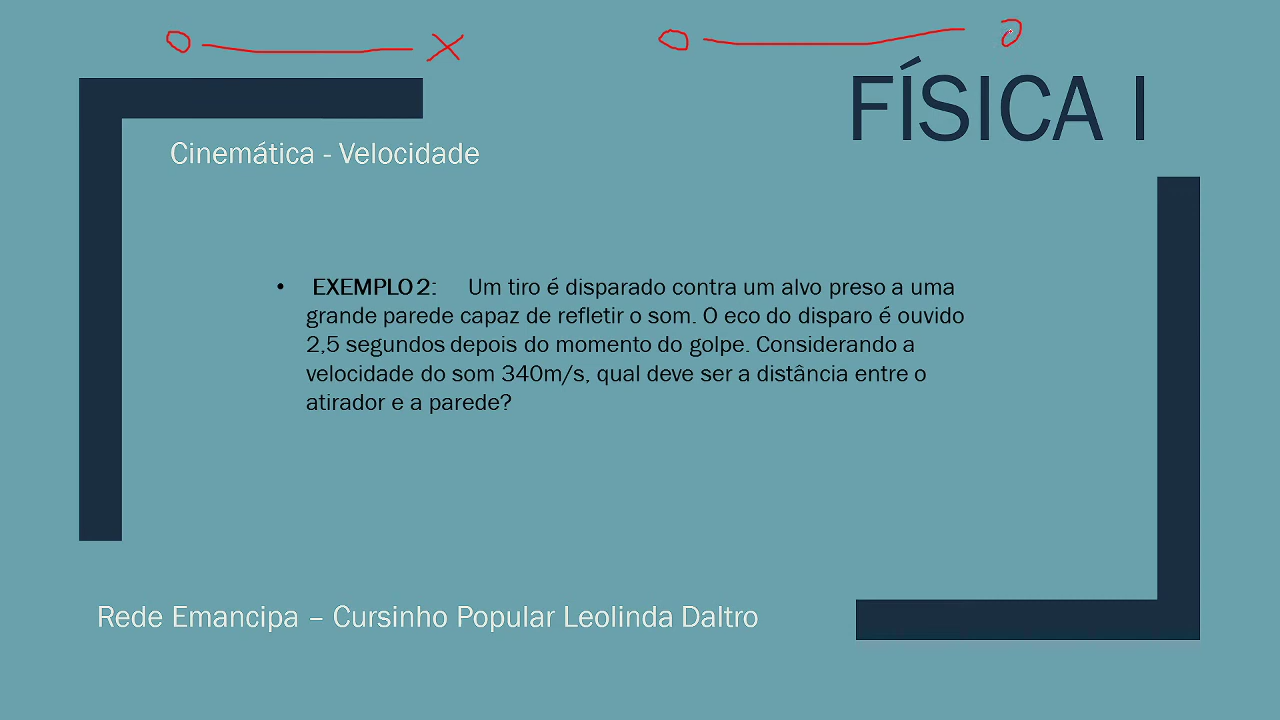 FÍSICA I
Cinemática - Velocidade
• EXEMPLO 2: Um tiro é disparado contra um alvo preso a uma
grande parede capaz de refletir o som. O eco do disparo é ouvido
2,5 segundos depois do momento do golpe. Considerando a
velocidade do som 340m/s, qual deve ser a distância entre o
atirador e a parede?
Rede Emancipa – Cursinho Popular Leolinda Daltro